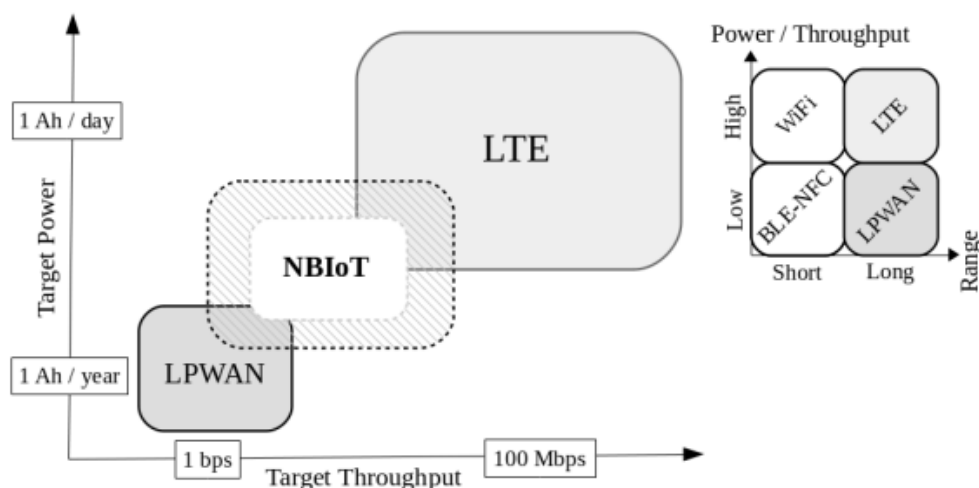 Target Power
1 Ah / day
1 Ah / year
LTE
NBIoT
LPWAN
1 bps
100 Mbps
Target Throughput
Power / Throughput
High
Low
WiFi
LTE
BLE-NFC
LPWAN
Short
Long
Range